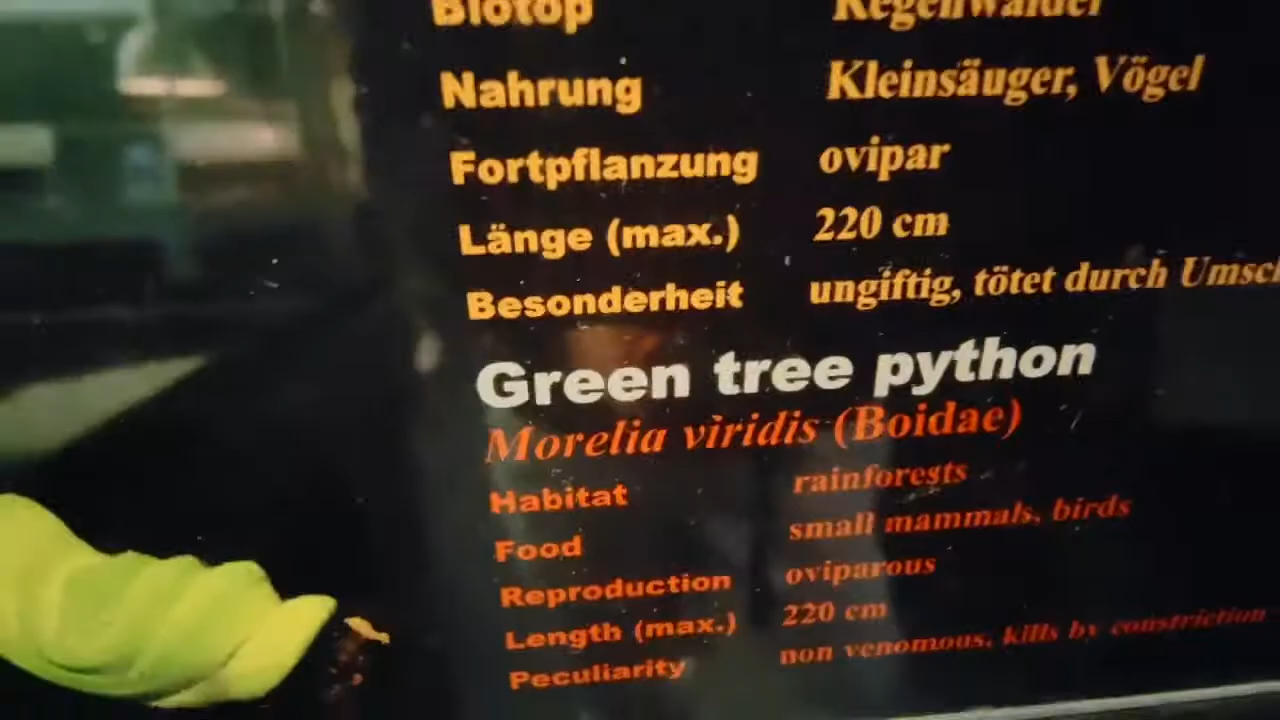 Biotop Regenwälder
Nahrung Kleinsäuger, Vögel
Fortpflanzung ovipar
Länge (max.) 220 cm
Besonderheit ungiftig, tötet durch
Green tree python
Morelia viridis (Boidae)
Habitat rainforests
Food small mammals, birds
Reproduction oviparous
Length (max.) 220 cm
Peculiarity non venomous, kills by constriction